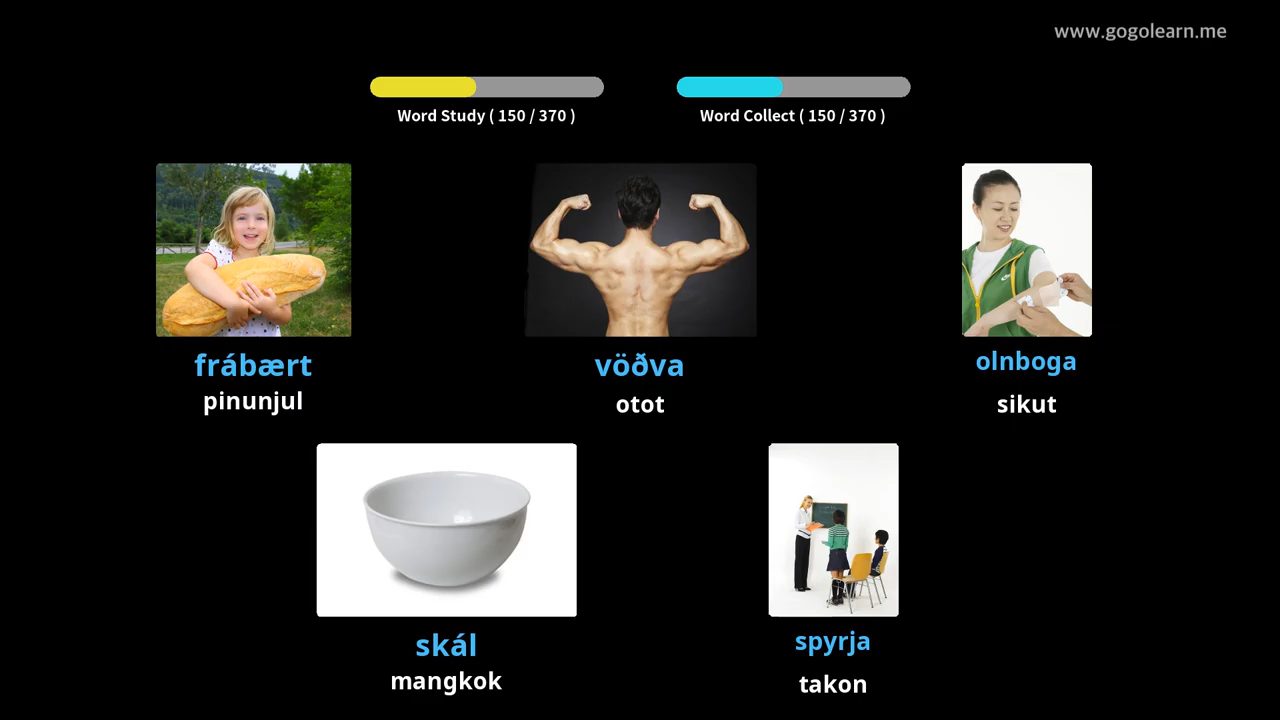 www.gogolearn.me
Word Study ( 150 / 370 )
Word Collect ( 150 / 370 )
frábært
pinunjul
vöðva
otot
olnboga
sikut
skál
mangkok
spyrja
takon